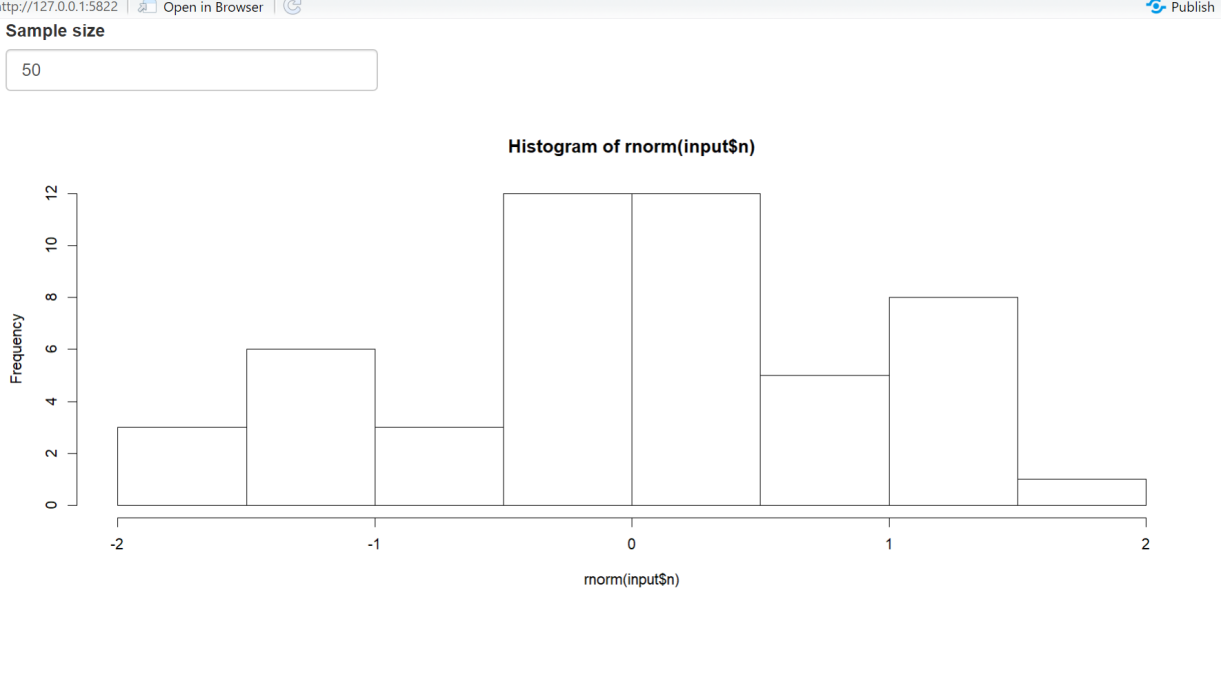 ttp://127.0.0.1:5822 Open in Browser Publish
Sample size
50
Histogram of rnorm(input$n)
12
10
8
6
4
2
0
Frequency
-2 -1 0 1 2
rnorm(input$n)